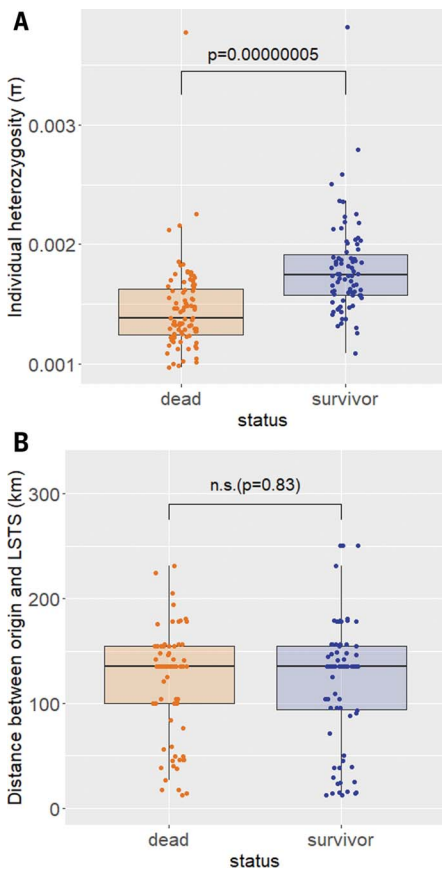 A
p=0.00000005
Individual heterozygosity (π)
0.003
0.002
0.001
dead survivor
status
B
n.s.(p=0.83)
Distance between origin and LSTS (km)
300
200
100
0
dead survivor
status